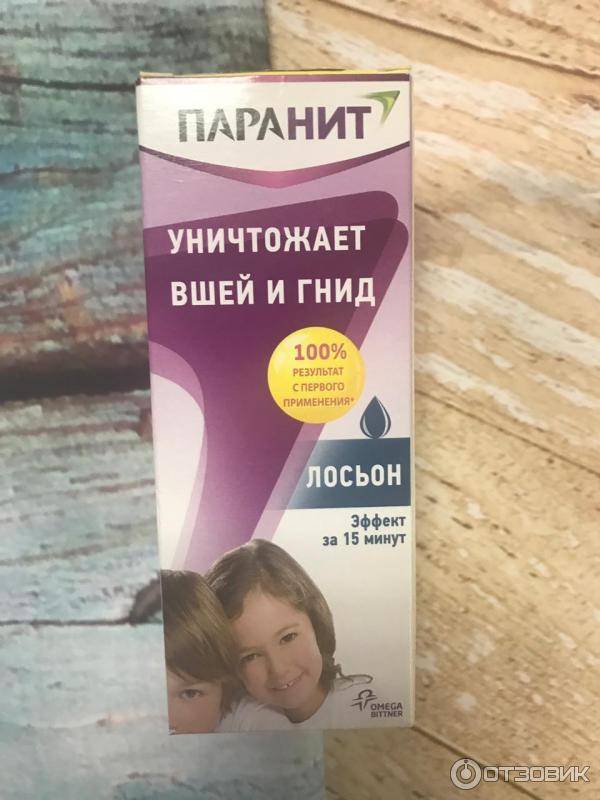 ПАРАНИТ
УНИЧТОЖАЕТ
ВШЕЙ И ГНИД
100%
РЕЗУЛЬТАТ
С ПЕРВОГО
ПРИМЕНЕНИЯ*
ЛОСЬОН
Эффект
за 15 минут
OMEGA
BITTNER
ОТЗОВИК